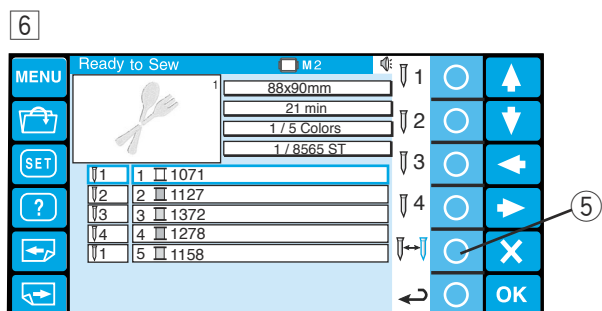 6
MENU
Ready to Sew
M2
1
88x90mm
21 min
1 / 5 Colors
1 / 8565 ST
1
2
3
4
SET
?
1 1 1071
2 2 1127
3 3 1372
4 4 1278
1 5 1158
X
OK
5